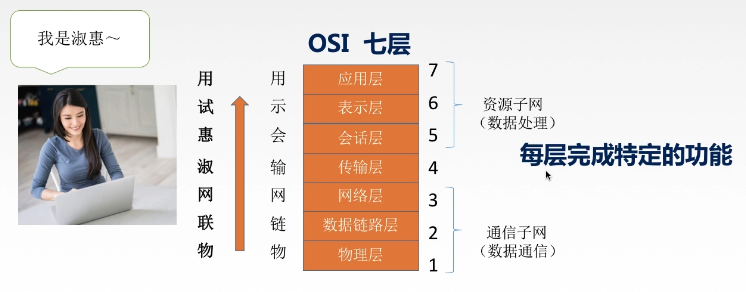 我是淑惠～
OSI 七层
用
试
惠
淑
网
联
物
用
示
会
输
网
链
物
应用层
表示层
会话层
传输层
网络层
数据链路层
物理层
7
6
5
4
3
2
1
资源子网
（数据处理）
每层完成特定的功能
通信子网
（数据通信）